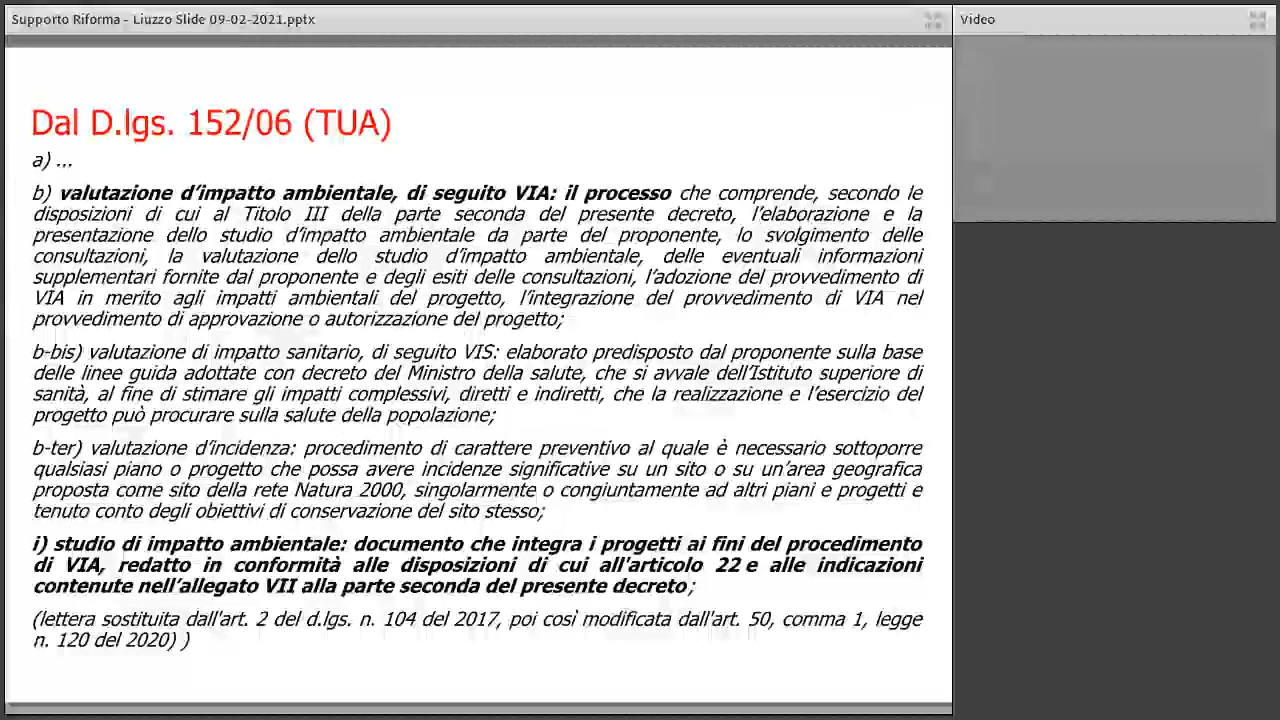 Supporto Riforma - Liuzzo Slide 09-02-2021.pptx
Video
Dal D.lgs. 152/06 (TUA)
a) ...
b) valutazione d'impatto ambientale, di seguito VIA: il processo che comprende, secondo le
disposizioni di cui al Titolo III della parte seconda del presente decreto, l'elaborazione e la
presentazione dello studio d'impatto ambientale da parte del proponente, lo svolgimento delle
consultazioni, la valutazione dello studio d'impatto ambientale, delle eventuali informazioni
supplementari fornite dal proponente e degli esiti delle consultazioni, l'adozione del provvedimento di
VIA in merito agli impatti ambientali del progetto, l'integrazione del provvedimento di VIA nel
provvedimento di approvazione o autorizzazione del progetto;
b-bis) valutazione di impatto sanitario, di seguito VIS: elaborato predisposto dal proponente sulla base
delle linee guida adottate con decreto del Ministro della salute, che si avvale dell'Istituto superiore di
sanità, al fine di stimare gli impatti complessivi, diretti e indiretti, che la realizzazione e l'esercizio del
progetto può procurare sulla salute della popolazione;
b-ter) valutazione d'incidenza: procedimento di carattere preventivo al quale è necessario sottoporre
qualsiasi piano o progetto che possa avere incidenze significative su un sito o su un'area geografica
proposta come sito della rete Natura 2000, singolarmente o congiuntamente ad altri piani e progetti e
tenuto conto degli obiettivi di conservazione del sito stesso;
i) studio di impatto ambientale: documento che integra i progetti ai fini del procedimento
di VIA, redatto in conformità alle disposizioni di cui all'articolo 22 e alle indicazioni
contenute nell'allegato VII alla parte seconda del presente decreto;
(lettera sostituita dall'art. 2 del d.lgs. n. 104 del 2017, poi così modificata dall'art. 50, comma 1, legge
n. 120 del 2020) )